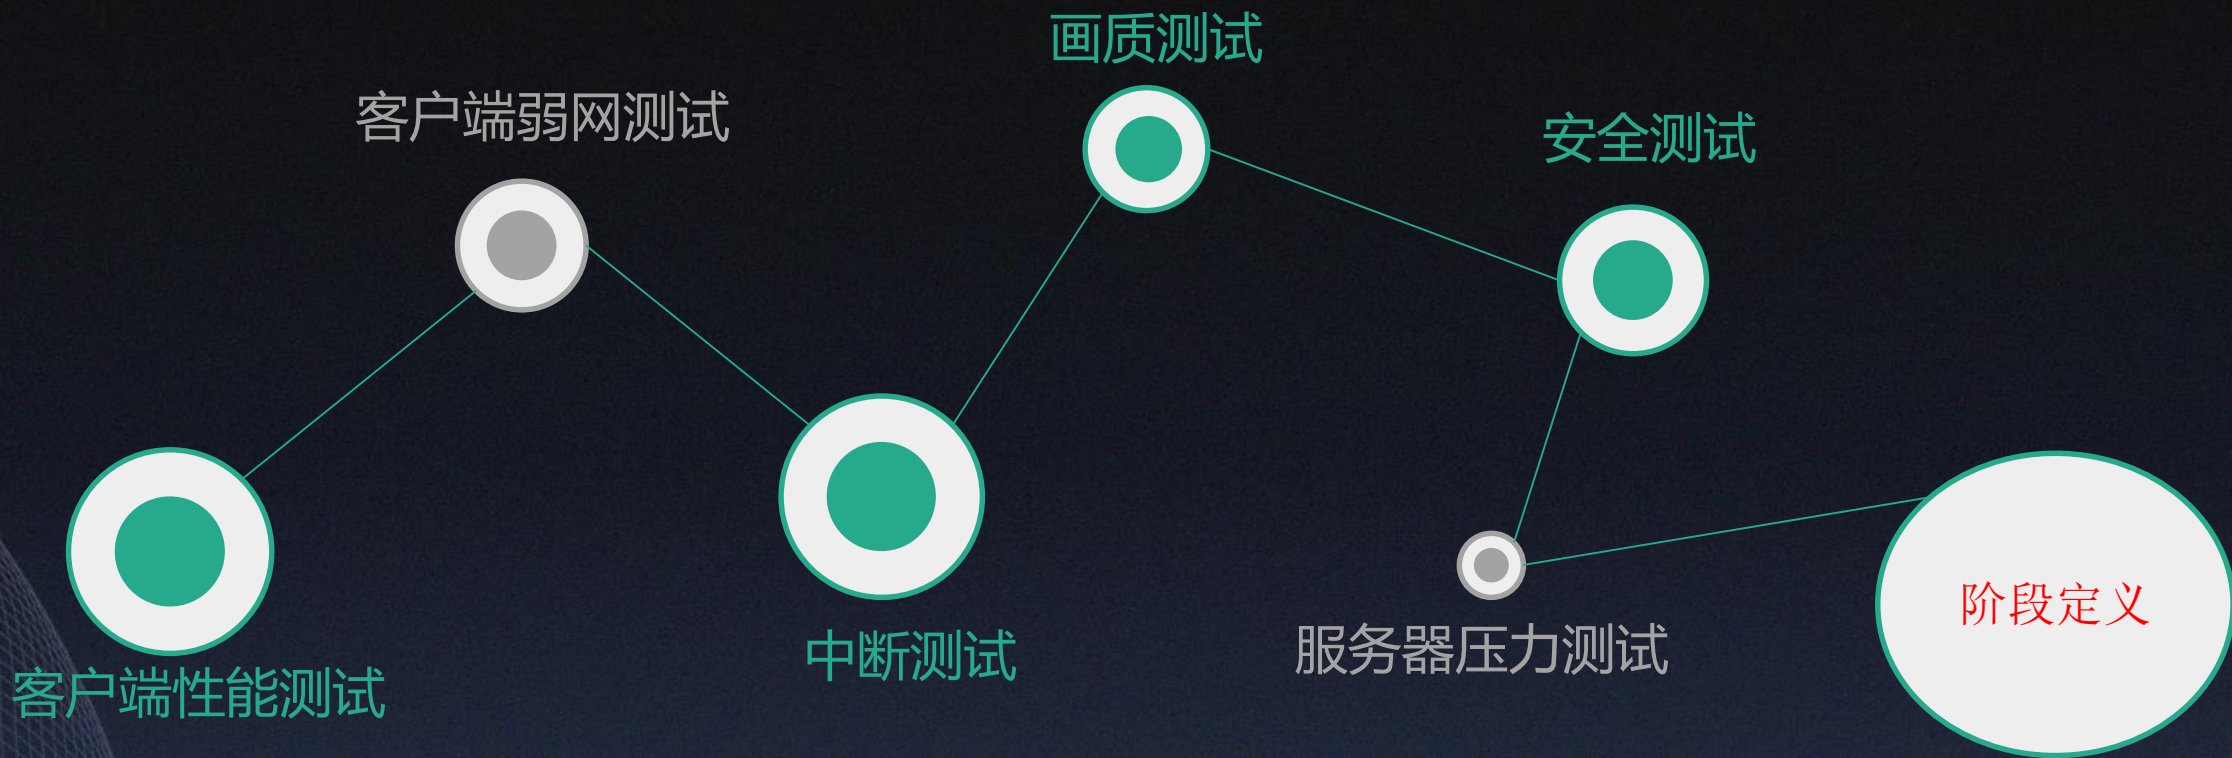 画质测试
客户端弱网测试
安全测试
阶段定义
服务器压力测试
中断测试
客户端性能测试